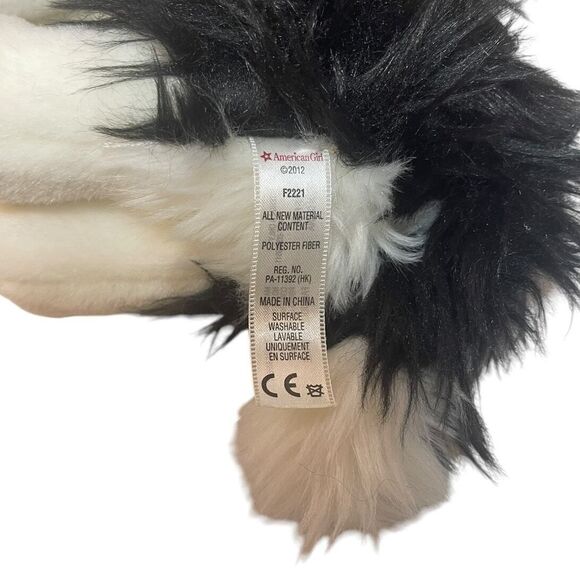 American Girl
©2012
F2221
ALL NEW MATERIAL
CONTENT
POLYESTER FIBER
REG. NO.
PA-11392 (HK)
MADE IN CHINA
SURFACE
WASHABLE
LAVABLE
UNIQUEMENT
EN SURFACE
CE